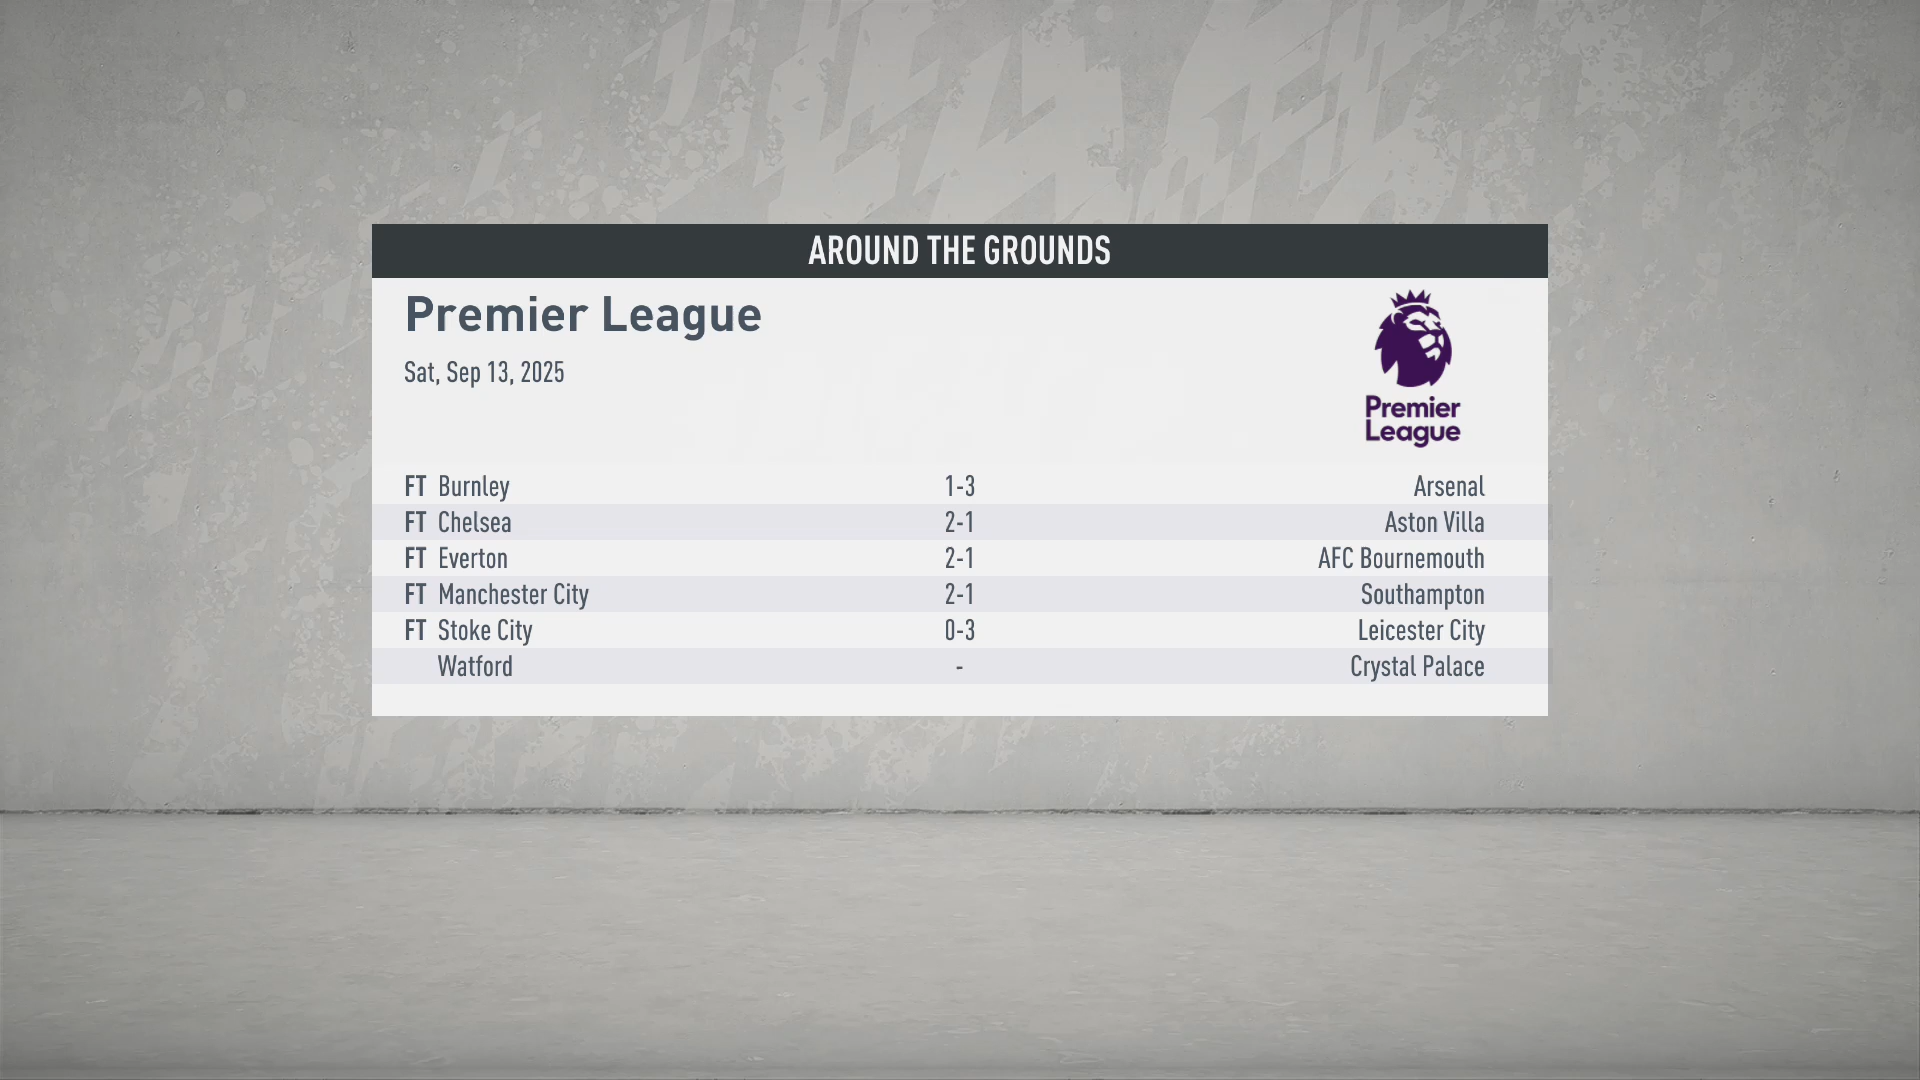 AROUND THE GROUNDS
Premier League
Sat, Sep 13, 2025
Premier
League
FT Burnley 1-3 Arsenal
FT Chelsea 2-1 Aston Villa
FT Everton 2-1 AFC Bournemouth
FT Manchester City 2-1 Southampton
FT Stoke City 0-3 Leicester City
Watford - Crystal Palace